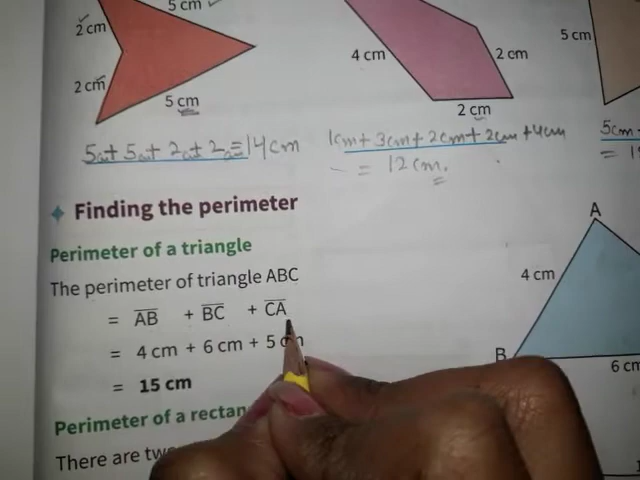 5 cm
2 cm
2 cm
5 cm
4 cm
2 cm
2 cm
5 cm
5cm + 5cm + 2cm + 2cm = 14 cm
1cm + 3cm + 2cm + 2cm + 4cm
= 12 cm.
5cm
= 1
Finding the perimeter
Perimeter of a triangle
The perimeter of triangle ABC
= AB + BC + CA
= 4 cm + 6 cm + 5 cm
= 15 cm
A
4 cm
B
6 cm
Perimeter of a rectan
There are tw